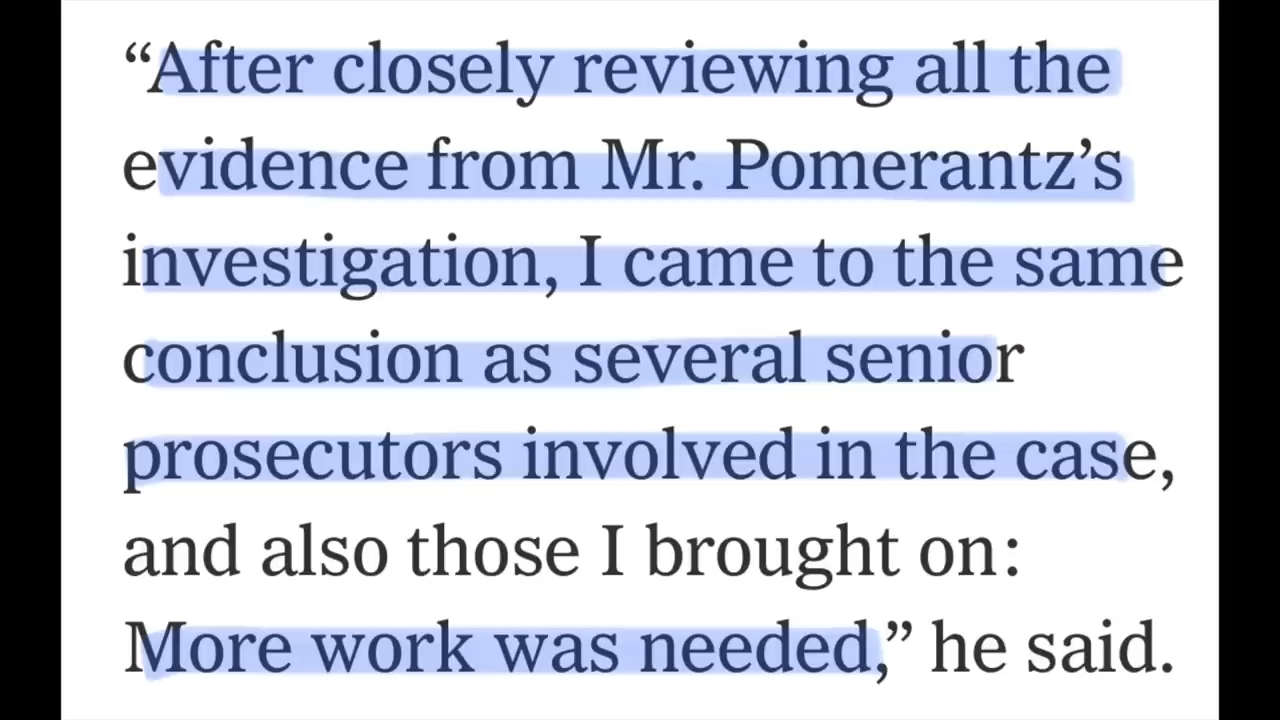 “After closely reviewing all the
evidence from Mr. Pomerantz’s
investigation, I came to the same
conclusion as several senior
prosecutors involved in the case,
and also those I brought on:
More work was needed,” he said.